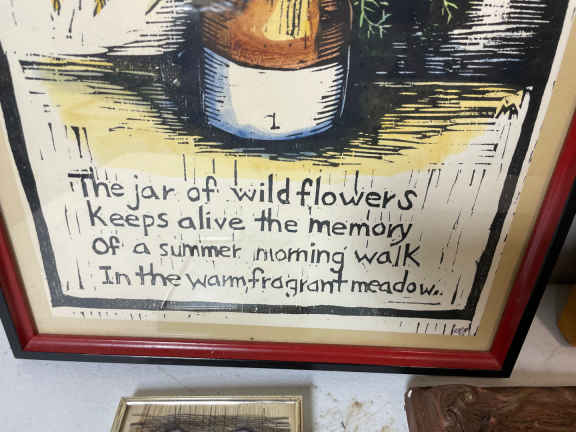 1
The jar of wildflowers
Keeps alive the memory
Of a summer morning walk
In the warm fragrant meadow..